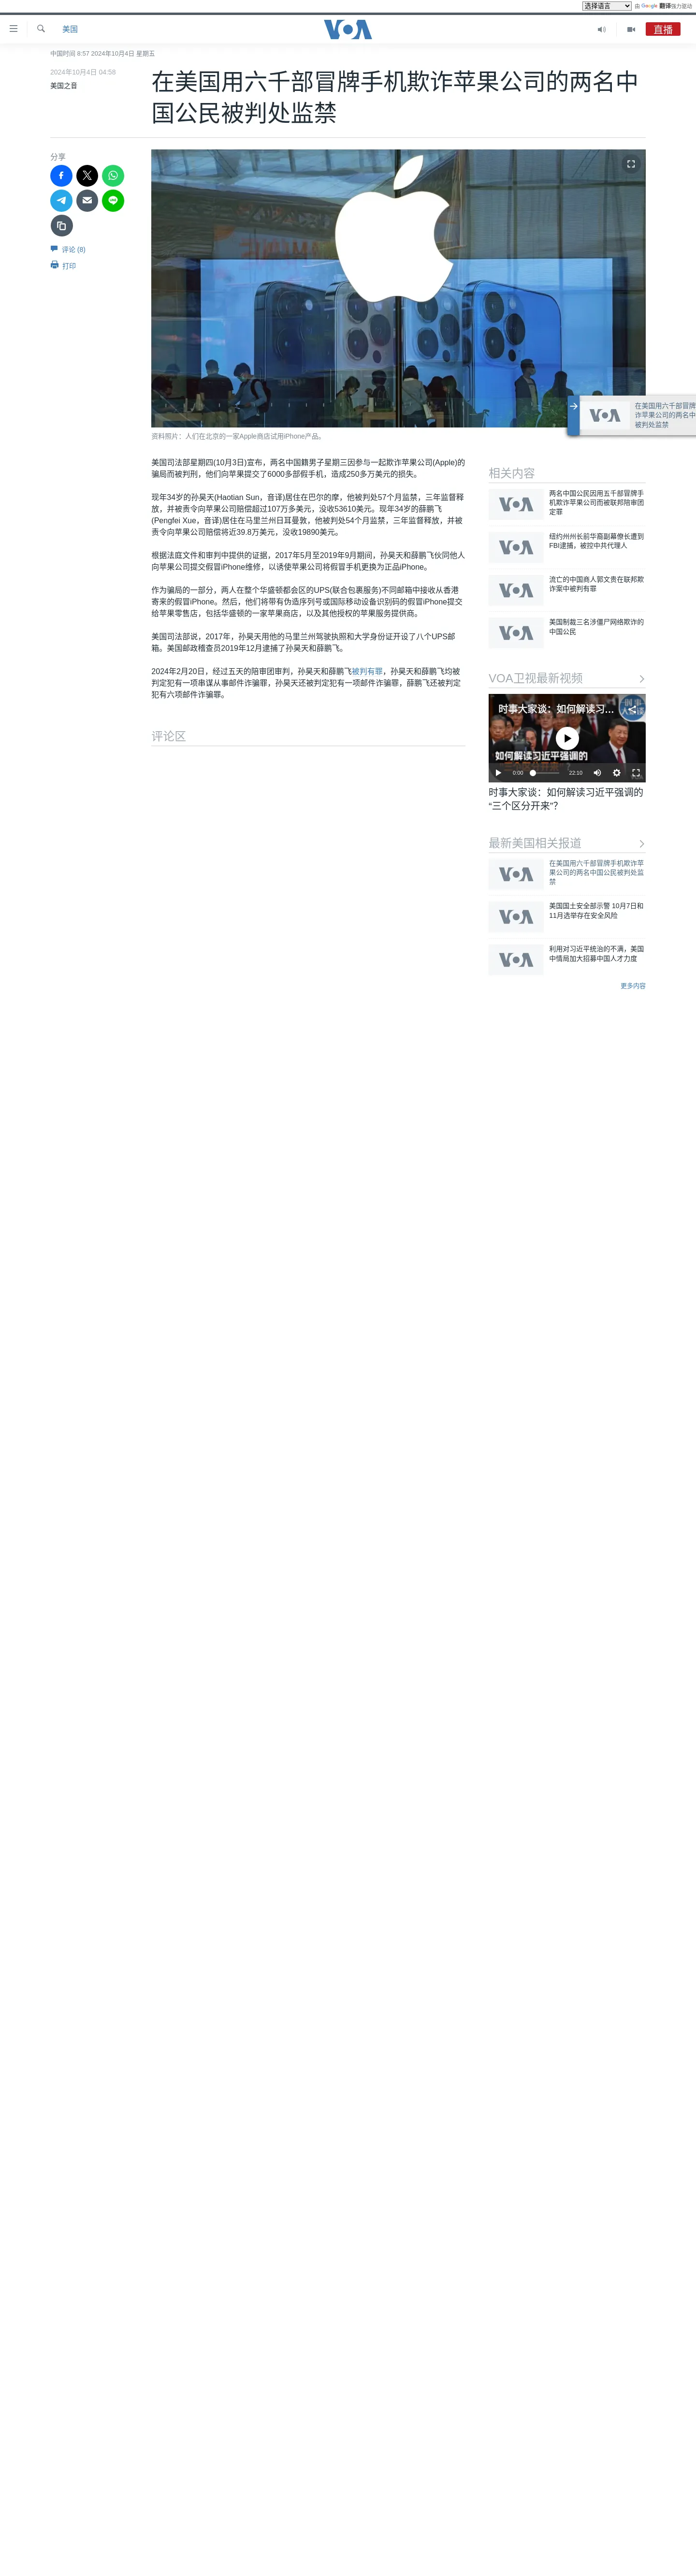 选择语言
由 Google 翻译强力驱动
美国
VOA
直播
中国时间 8:57 2024年10月4日 星期五
2024年10月4日 04:58
美国之音
在美国用六千部冒牌手机欺诈苹果公司的两名中
国公民被判处监禁
分享
评论 (8)
打印
资料照片：人们在北京的一家Apple商店试用iPhone产品。
VOA
在美国用六千部冒牌
诈苹果公司的两名中
被判处监禁
美国司法部星期四(10月3日)宣布，两名中国籍男子星期三因参与一起欺诈苹果公司(Apple)的
骗局而被判刑，他们向苹果提交了6000多部假手机，造成250多万美元的损失。
现年34岁的孙昊天(Haotian Sun，音译)居住在巴尔的摩，他被判处57个月监禁，三年监督释
放，并被责令向苹果公司赔偿超过107万多美元，没收53610美元。现年34岁的薛鹏飞
(Pengfei Xue，音译)居住在马里兰州日耳曼敦，他被判处54个月监禁，三年监督释放，并被
责令向苹果公司赔偿将近39.8万美元，没收19890美元。
根据法庭文件和审判中提供的证据，2017年5月至2019年9月期间，孙昊天和薛鹏飞伙同他人
向苹果公司提交假冒iPhone维修，以诱使苹果公司将假冒手机更换为正品iPhone。
作为骗局的一部分，两人在整个华盛顿都会区的UPS(联合包裹服务)不同邮箱中接收从香港
寄来的假冒iPhone。然后，他们将带有伪造序列号或国际移动设备识别码的假冒iPhone提交
给苹果零售店，包括华盛顿的一家苹果商店，以及其他授权的苹果服务提供商。
美国司法部说，2017年，孙昊天用他的马里兰州驾驶执照和大学身份证开设了八个UPS邮
箱。美国邮政稽查员2019年12月逮捕了孙昊天和薛鹏飞。
2024年2月20日，经过五天的陪审团审判，孙昊天和薛鹏飞被判有罪，孙昊天和薛鹏飞均被
判定犯有一项串谋从事邮件诈骗罪，孙昊天还被判定犯有一项邮件诈骗罪，薛鹏飞还被判定
犯有六项邮件诈骗罪。
评论区
相关内容
VOA
两名中国公民因用五千部冒牌手
机欺诈苹果公司而被联邦陪审团
定罪
VOA
纽约州州长前华裔副幕僚长遭到
FBI逮捕，被控中共代理人
VOA
流亡的中国商人郭文贵在联邦欺
诈案中被判有罪
VOA
美国制裁三名涉僵尸网络欺诈的
中国公民
VOA卫视最新视频
时事大家谈：如何解读习...
如何解读习近平强调的
0:00
22:10
时事大家谈：如何解读习近平强调的
“三个区分开来”？
最新美国相关报道
VOA
在美国用六千部冒牌手机欺诈苹
果公司的两名中国公民被判处监
禁
VOA
美国国土安全部示警 10月7日和
11月选举存在安全风险
VOA
利用对习近平统治的不满，美国
中情局加大招募中国人才力度
更多内容